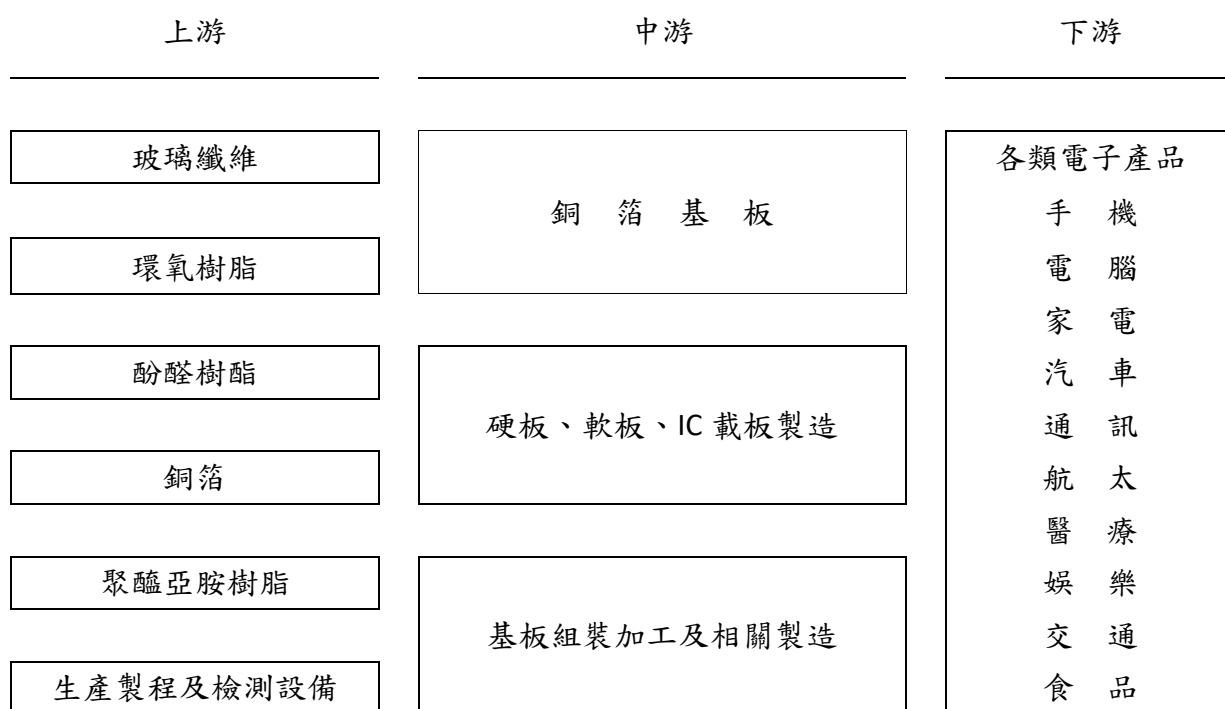 上游
中游
下游
玻璃纖維
環氧樹脂
酚醛樹酯
銅箔
聚醯亞胺樹脂
生產製程及檢測設備
銅 箔 基 板
硬板、軟板、IC 載板製造
基板組裝加工及相關製造
各類電子產品
手 機
電 腦
家 電
汽 車
通 訊
航 太
醫 療
娛 樂
交 通
食 品